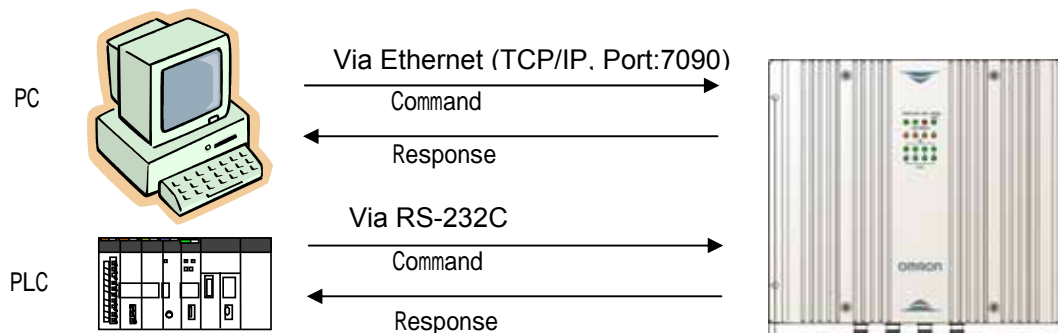 Via Ethernet (TCP/IP, Port:7090)
PC
Command
Response
Via RS-232C
Command
PLC
Response
OMRON